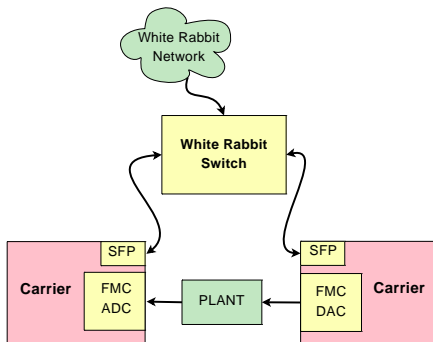 White Rabbit
Network
White Rabbit
Switch
SFP
SFP
Carrier
FMC
ADC
PLANT
FMC
DAC
Carrier